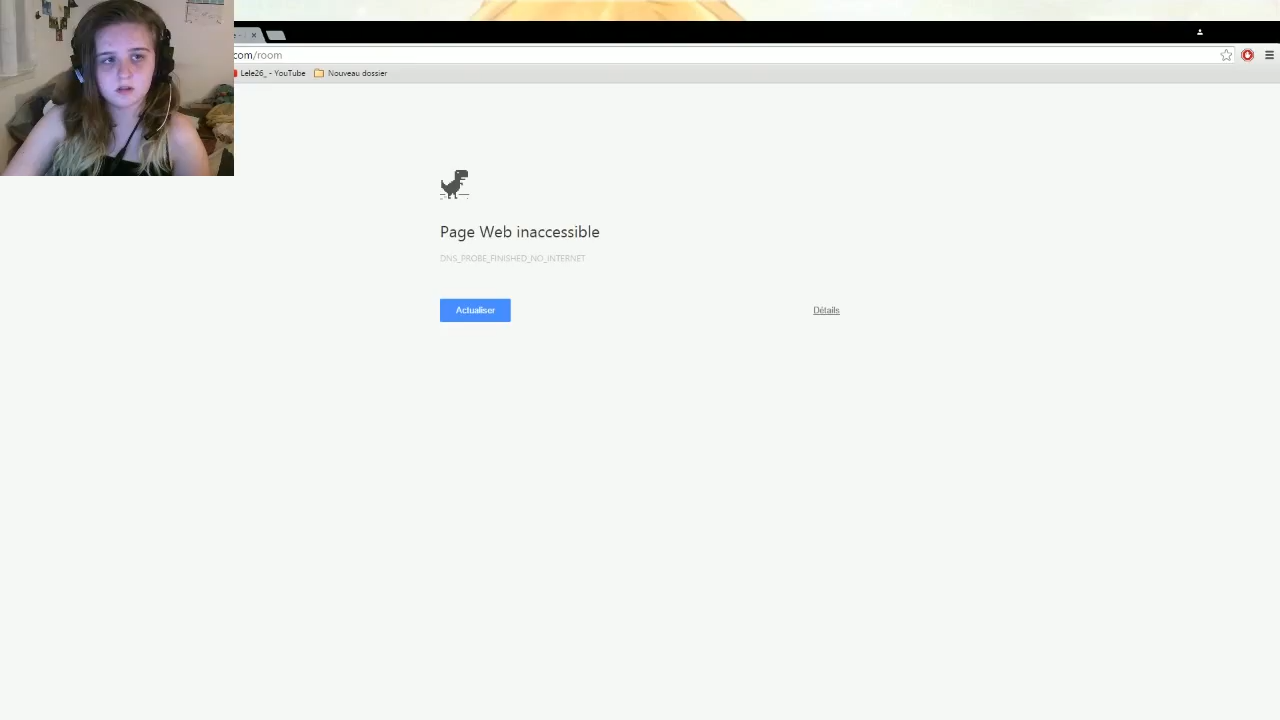 com/room
Lele26_ - YouTube Nouveau dossier
Page Web inaccessible
DNS_PROBE_FINISHED_NO_INTERNET
Actualiser Détails